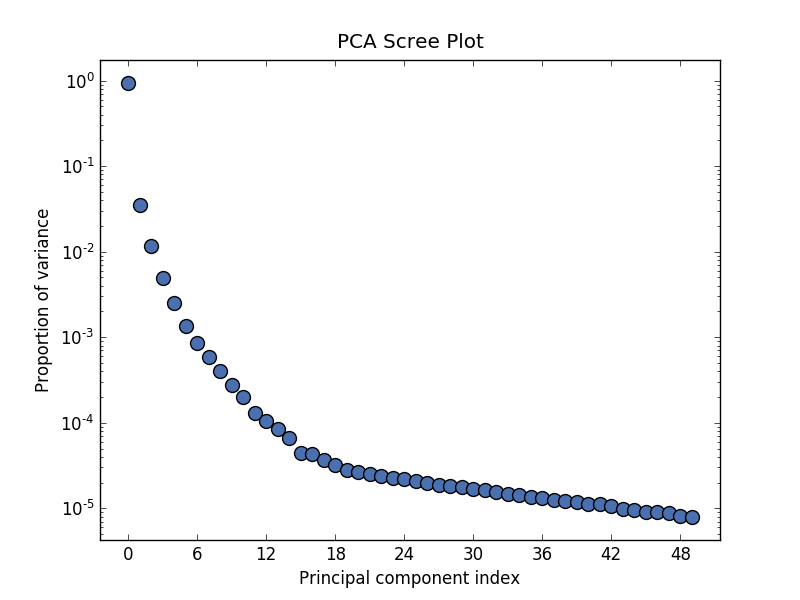 PCA Scree Plot
Proportion of variance
10^0
10^-1
10^-2
10^-3
10^-4
10^-5
0 6 12 18 24 30 36 42 48
Principal component index